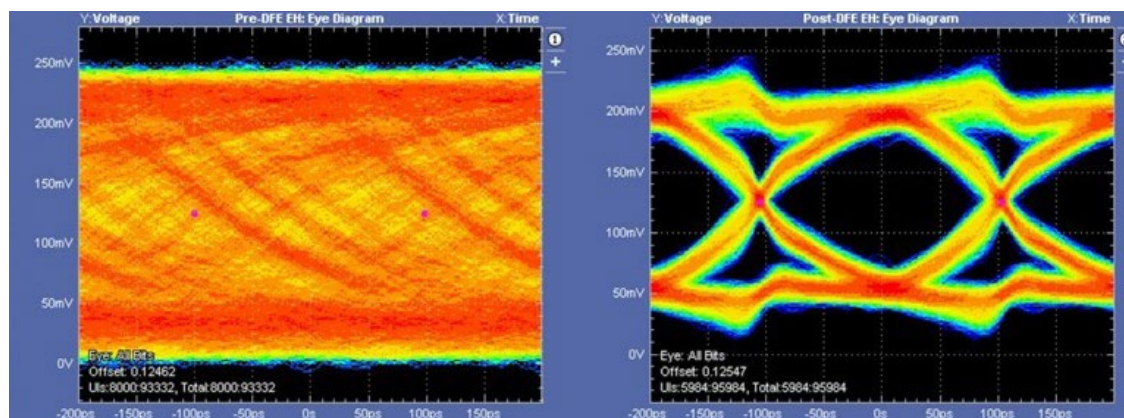 Y:Voltage Pre-DFE EH: Eye Diagram X:Time
250mV
200mV
150mV
100mV
50mV
0V
Eye: All Bits
Offset: 0.12462
UIs:8000:93332, Total:8000:93332
-200ps -150ps -100ps -50ps 0s 50ps 100ps 150ps
Y:Voltage Post-DFE EH: Eye Diagram X:Time
250mV
200mV
150mV
100mV
50mV
0V
Eye: All Bits
Offset: 0.12547
UIs:5984:95984, Total:5984:95984
-200ps -150ps -100ps -50ps 0s 50ps 100ps 150ps